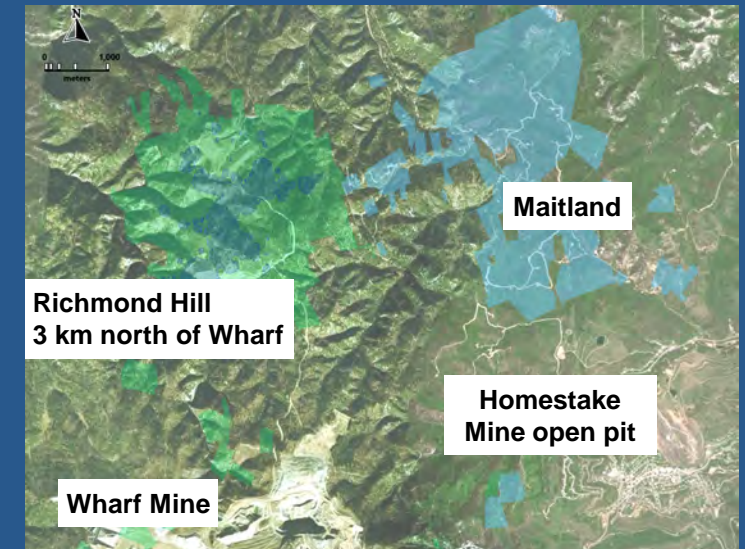 N
0 1,000
meters
Maitland
Richmond Hill
3 km north of Wharf
Homestake
Mine open pit
Wharf Mine